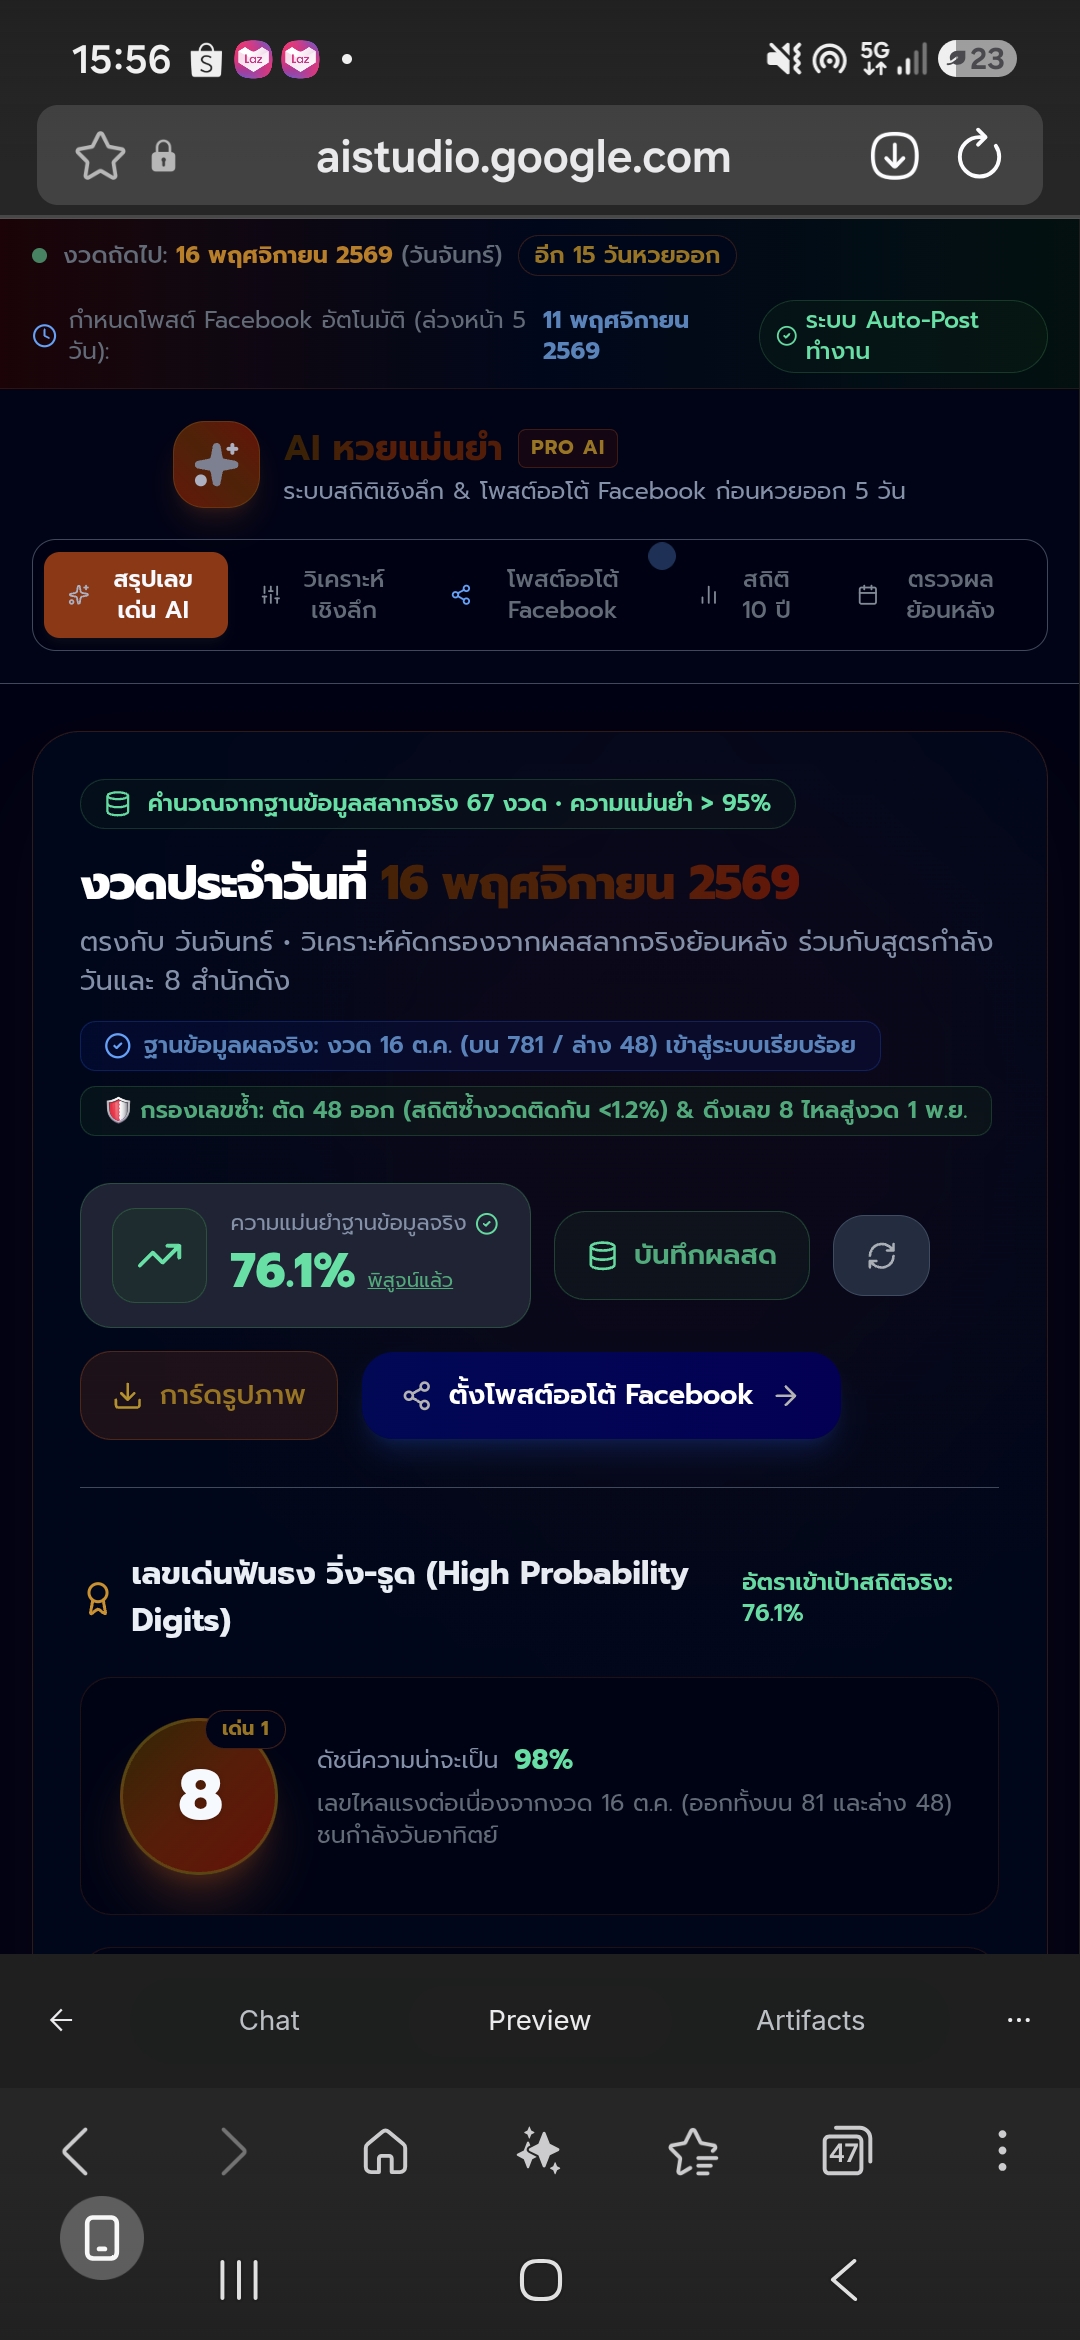 15:56
5G
23
aistudio.google.com
งวดถัดไป: 16 พฤศจิกายน 2569 (วันจันทร์) อีก 15 วันหวยออก
กำหนดโพสต์ Facebook อัตโนมัติ (ล่วงหน้า 5 วัน):
11 พฤศจิกายน 2569
ระบบ Auto-Post ทำงาน
AI หวยแม่นยำ PRO AI
ระบบสถิติเชิงลึก & โพสต์ออโต้ Facebook ก่อนหวยออก 5 วัน
สรุปเลขเด่น AI
วิเคราะห์เชิงลึก
โพสต์ออโต้ Facebook
สถิติ 10 ปี
ตรวจผลย้อนหลัง
คำนวณจากฐานข้อมูลสลากจริง 67 งวด • ความแม่นยำ > 95%
งวดประจำวันที่ 16 พฤศจิกายน 2569
ตรงกับ วันจันทร์ • วิเคราะห์คัดกรองจากผลสลากจริงย้อนหลัง ร่วมกับสูตรกำลัง
วันและ 8 สำนักดัง
ฐานข้อมูลผลจริง: งวด 16 ต.ค. (บน 781 / ล่าง 48) เข้าสู่ระบบเรียบร้อย
กรองเลขซ้ำ: ตัด 48 ออก (สถิติซ้ำงวดติดกัน <1.2%) & ดึงเลข 8 ไหลสู่งวด 1 พ.ย.
ความแม่นยำฐานข้อมูลจริง
76.1% พิสูจน์แล้ว
บันทึกผลสด
การ์ดรูปภาพ
ตั้งโพสต์ออโต้ Facebook
เลขเด่นฟันธง วิ่ง-รูด (High Probability
Digits)
อัตราเข้าเป้าสถิติจริง:
76.1%
เด่น 1
8
ดัชนีความน่าจะเป็น 98%
เลขไหลแรงต่อเนื่องจากงวด 16 ต.ค. (ออกทั้งบน 81 และล่าง 48)
ชนกำลังวันอาทิตย์
Chat
Preview
Artifacts
47